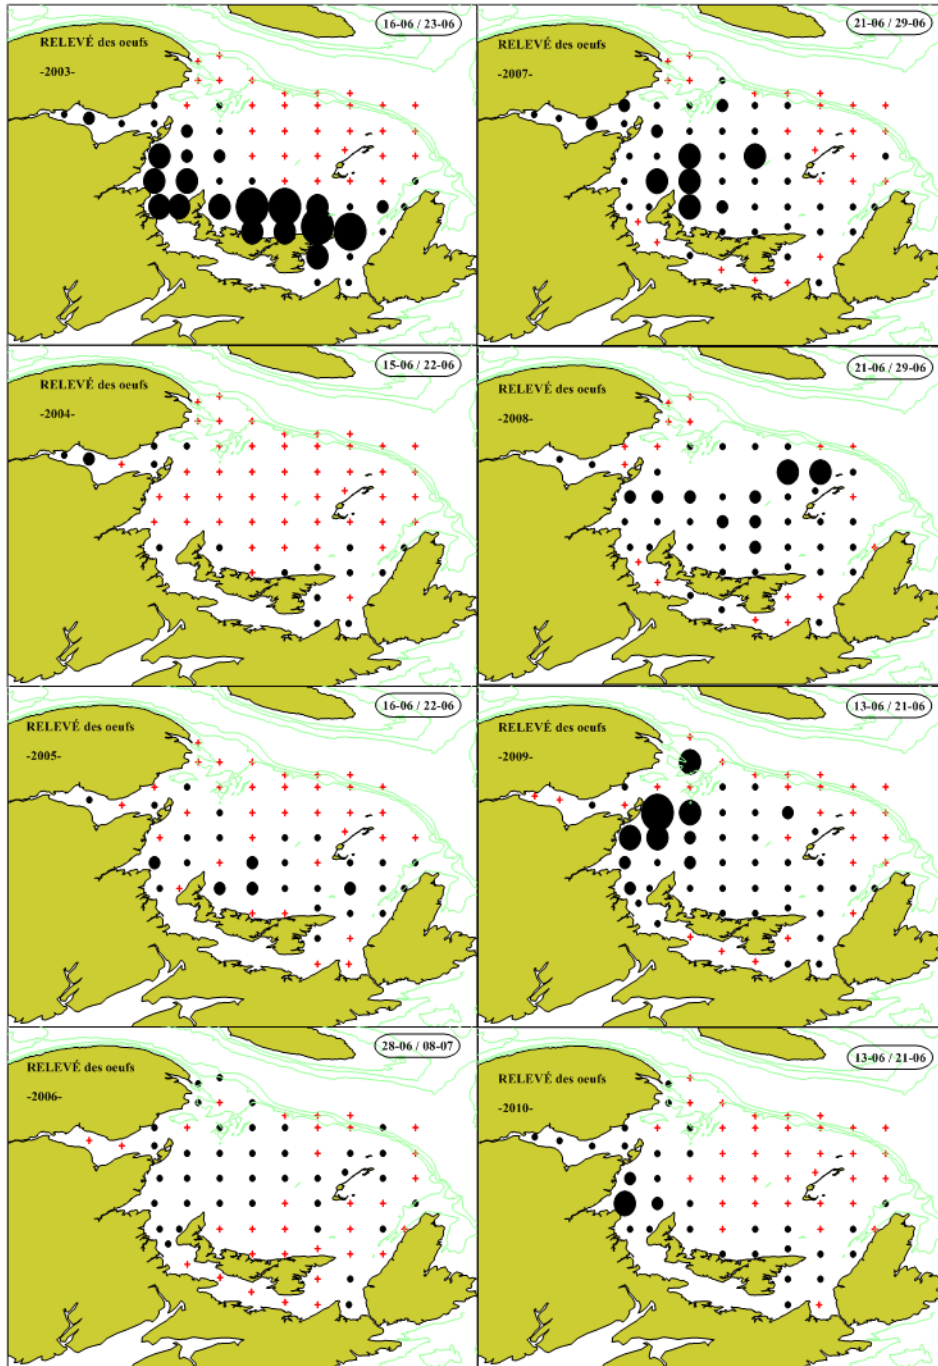 16-06 / 23-06
RELEVÉ des oeufs
-2003-
21-06 / 29-06
RELEVÉ des oeufs
-2007-
15-06 / 22-06
RELEVÉ des oeufs
-2004-
21-06 / 29-06
RELEVÉ des oeufs
-2008-
16-06 / 22-06
RELEVÉ des oeufs
-2005-
13-06 / 21-06
RELEVÉ des oeufs
-2009-
28-06 / 08-07
RELEVÉ des oeufs
-2006-
13-06 / 21-06
RELEVÉ des oeufs
-2010-